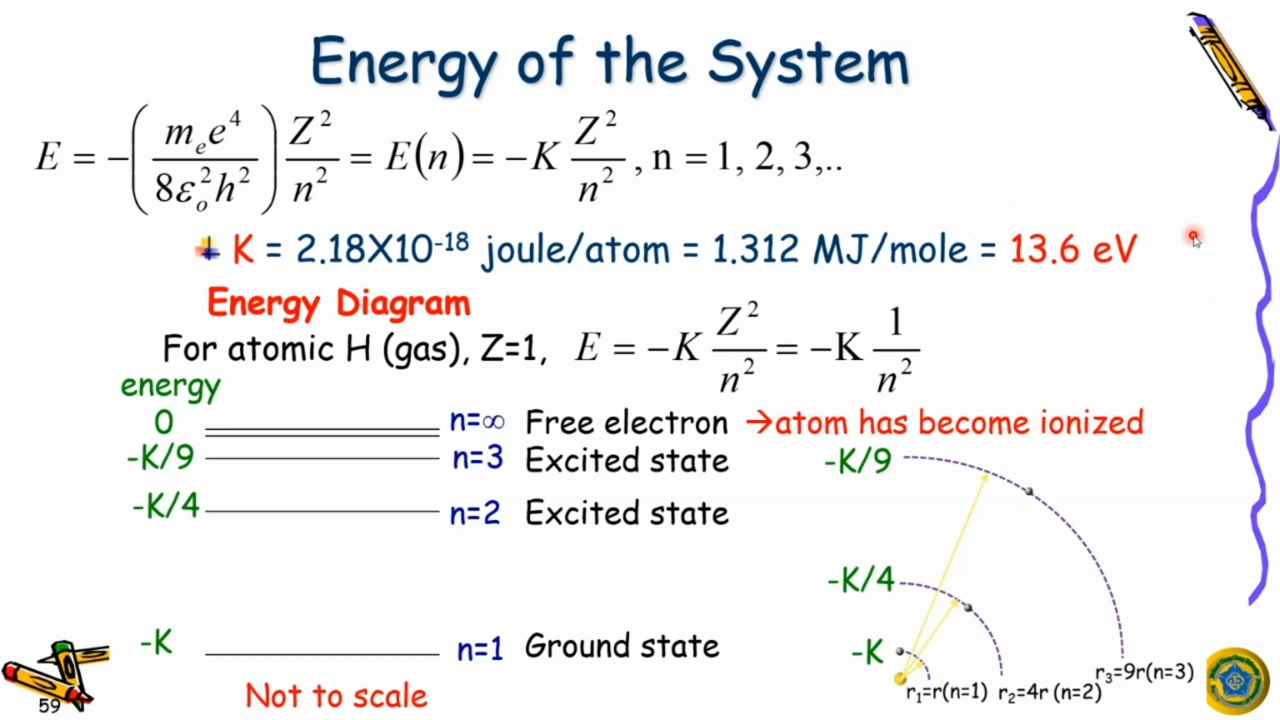 Energy of the System
E = −(mₑe⁴ / 8εₒ²h²) Z²/n² = E(n) = −K Z²/n² , n = 1, 2, 3,..
K = 2.18X10⁻¹⁸ joule/atom = 1.312 MJ/mole = 13.6 eV
Energy Diagram
For atomic H (gas), Z=1, E = −K Z²/n² = −K 1/n²
energy
0 n=∞ Free electron →atom has become ionized
-K/9 n=3 Excited state
-K/4 n=2 Excited state
-K n=1 Ground state
Not to scale
-K/9
-K/4
-K
r₁=r(n=1) r₂=4r (n=2) r₃=9r(n=3)
59